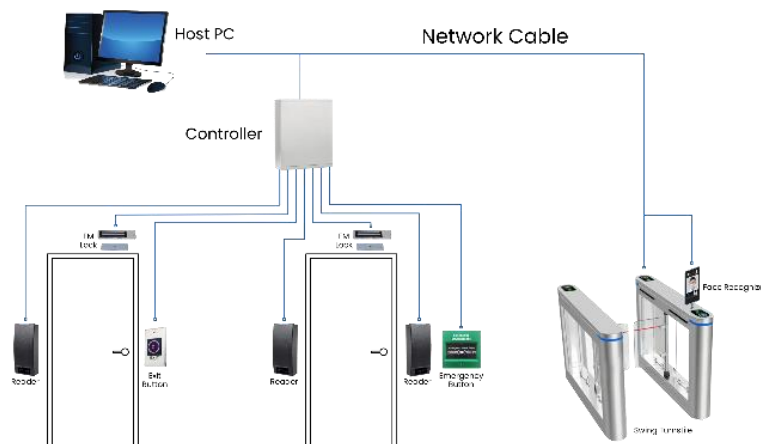 Host PC
Network Cable
Controller
EM
Lock
EM
Lock
Face Recognize
Reader
Exit
Button
Reader
Reader
Emergency
Button
Swing Turnstile